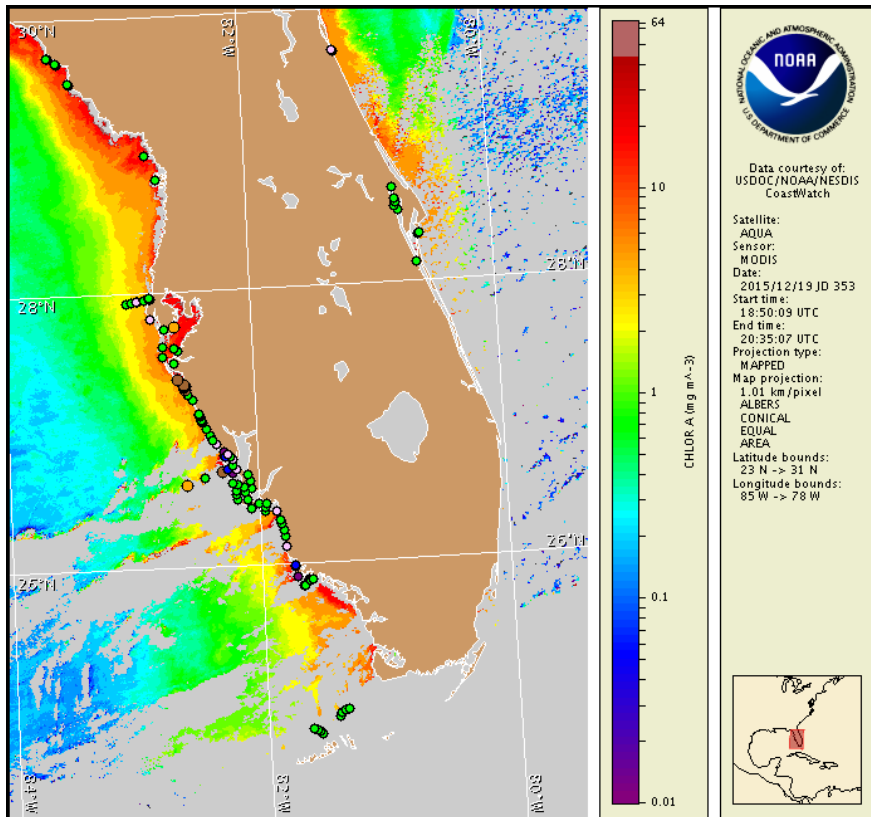 30°N
82°W
80°W
28°N
28°N
26°N
26°N
84°W
82°W
80°W
64
10
1
0.1
0.01
CHLOR A (mg m^-3)
NATIONAL OCEANIC AND ATMOSPHERIC ADMINISTRATION
NOAA
U.S. DEPARTMENT OF COMMERCE
Data courtesy of:
USDOC/NOAA/NESDIS
CoastWatch
Satellite:
AQUA
Sensor:
MODIS
Date:
2015/12/19 JD 353
Start time:
18:50:09 UTC
End time:
20:35:07 UTC
Projection type:
MAPPED
Map projection:
1.01 km/pixel
ALBERS
CONICAL
EQUAL
AREA
Latitude bounds:
23 N -> 31 N
Longitude bounds:
85 W -> 78 W